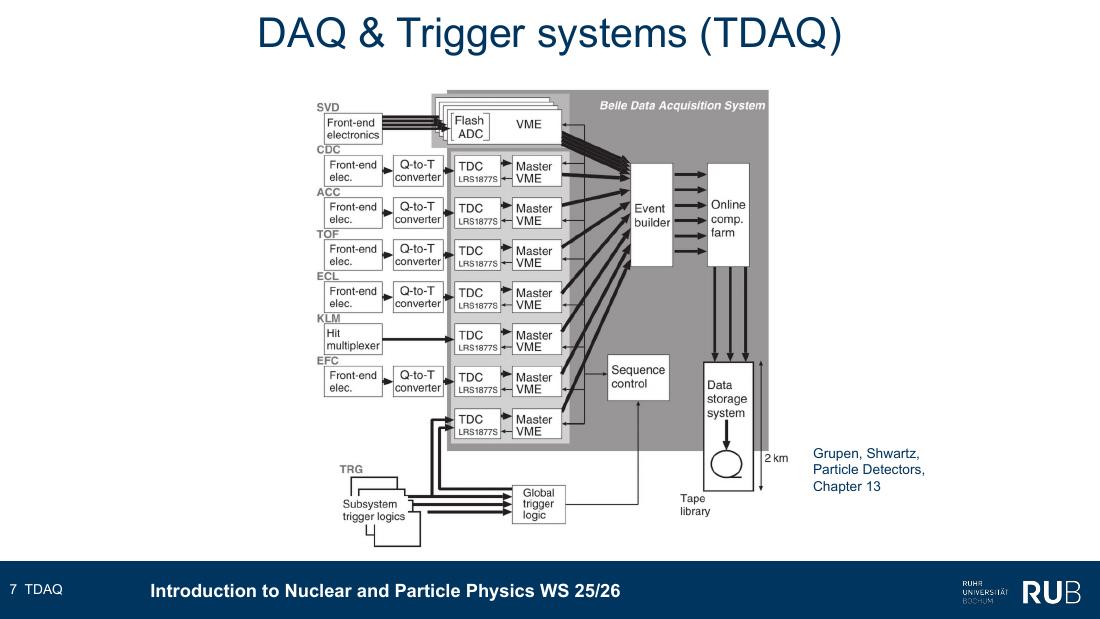 DAQ & Trigger systems (TDAQ)
Belle Data Acquisition System
SVD
Front-end
electronics
Flash
ADC
VME
CDC
Front-end
elec.
Q-to-T
converter
TDC
LRS1877S
Master
VME
ACC
Front-end
elec.
Q-to-T
converter
TDC
LRS1877S
Master
VME
TOF
Front-end
elec.
Q-to-T
converter
TDC
LRS1877S
Master
VME
ECL
Front-end
elec.
Q-to-T
converter
TDC
LRS1877S
Master
VME
KLM
Hit
multiplexer
TDC
LRS1877S
Master
VME
EFC
Front-end
elec.
Q-to-T
converter
TDC
LRS1877S
Master
VME
TDC
LRS1877S
Master
VME
Event
builder
Online
comp.
farm
Sequence
control
Data
storage
system
2 km
Tape
library
TRG
Subsystem
trigger logics
Global
trigger
logic
Grupen, Shwartz,
Particle Detectors,
Chapter 13
7 TDAQ
Introduction to Nuclear and Particle Physics WS 25/26
RUHR
UNIVERSITÄT
BOCHUM
RUB